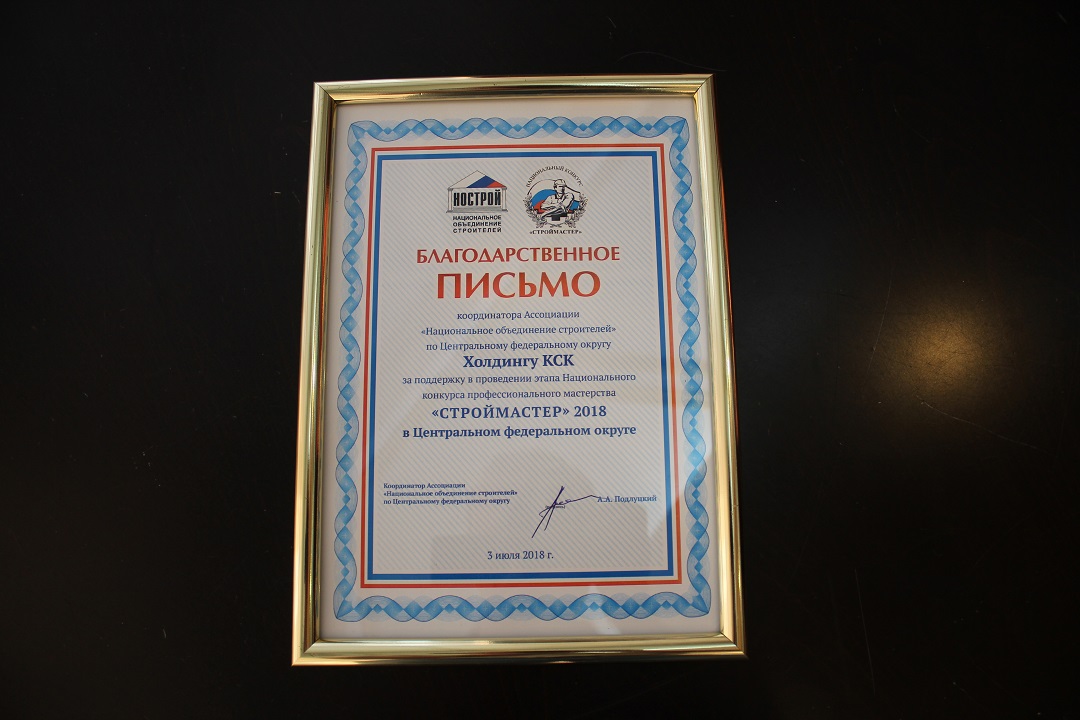 НОСТРОЙ
НАЦИОНАЛЬНОЕ
ОБЪЕДИНЕНИЕ
СТРОИТЕЛЕЙ
НАЦИОНАЛЬНЫЙ КОНКУРС
«СТРОЙМАСТЕР»
БЛАГОДАРСТВЕННОЕ
ПИСЬМО
координатора Ассоциации
«Национальное объединение строителей»
по Центральному федеральному округу
Холдингу КСК
за поддержку в проведении этапа Национального
конкурса профессионального мастерства
«СТРОЙМАСТЕР» 2018
в Центральном федеральном округе
Координатор Ассоциации
«Национальное объединение строителей»
по Центральному федеральному округу
А.А. Подлуцкий
3 июля 2018 г.